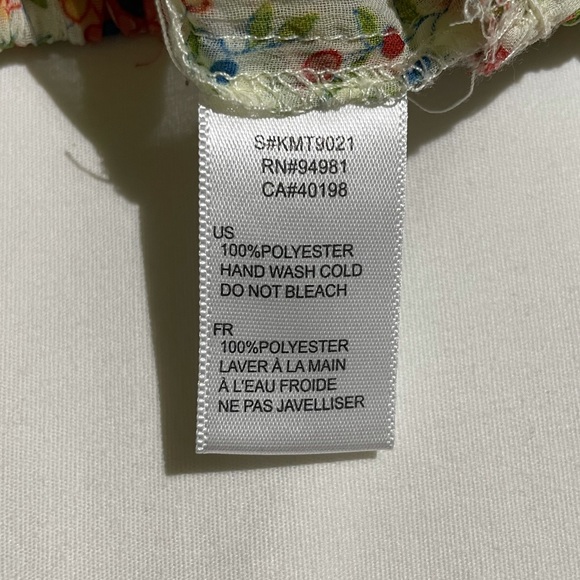 S#KMT9021
RN#94981
CA#40198
US
100%POLYESTER
HAND WASH COLD
DO NOT BLEACH
FR
100%POLYESTER
LAVER À LA MAIN
À L'EAU FROIDE
NE PAS JAVELLISER